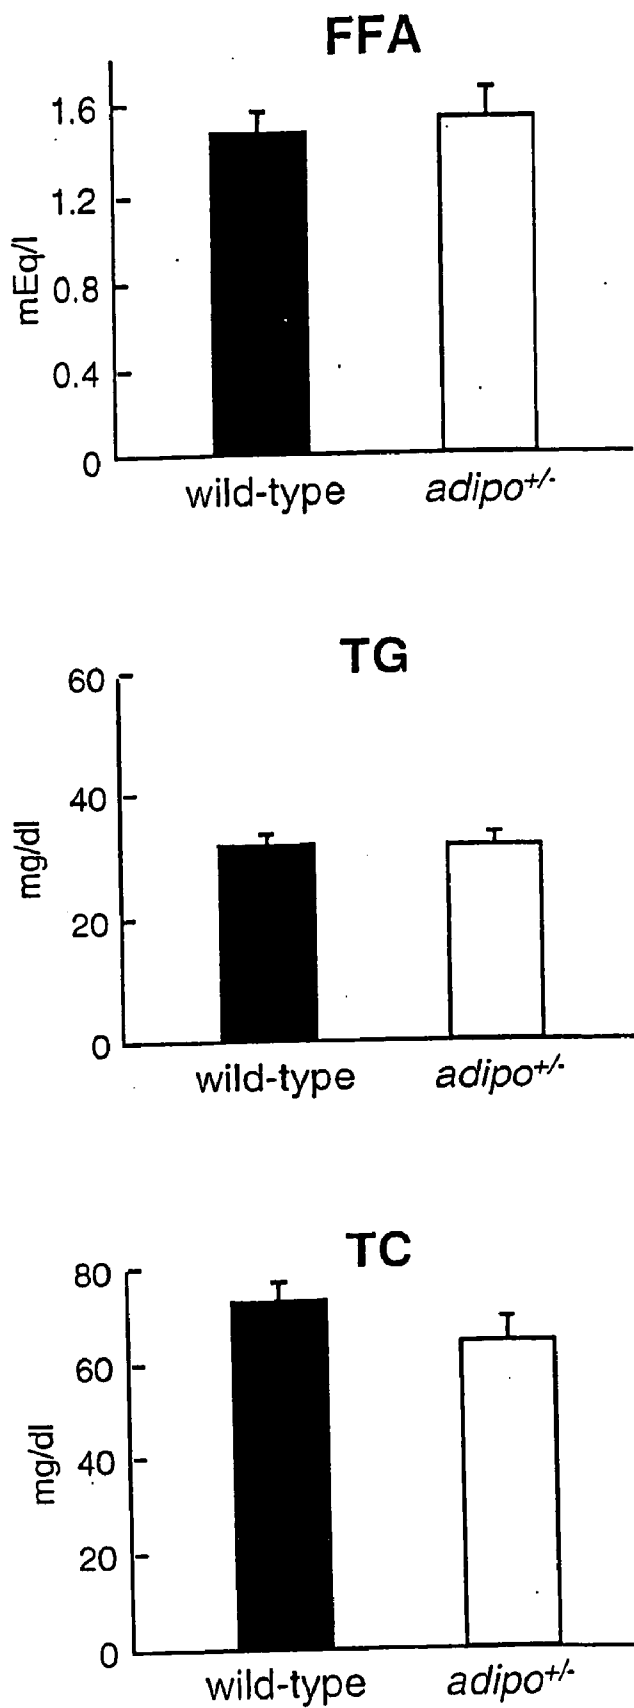 FFA
1.6
1.2
0.8
0.4
0
mEq/l
wild-type adipo+/-
TG
60
40
20
0
mg/dl
wild-type adipo+/-
TC
80
60
40
20
0
mg/dl
wild-type adipo+/-